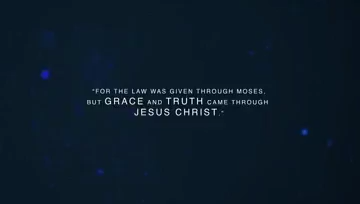 "FOR THE LAW WAS GIVEN THROUGH MOSES,
BUT GRACE AND TRUTH CAME THROUGH
JESUS CHRIST."